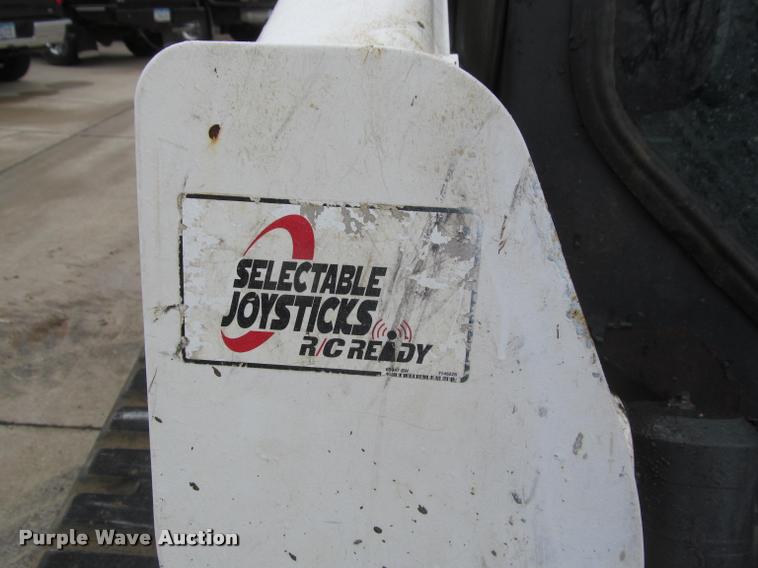 SELECTABLE
JOYSTICKS
R/C READY
Purple Wave Auction